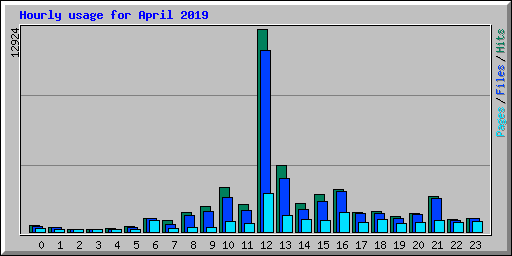 Hourly usage for April 2019
12924
Pages/Files/Hits
0 1 2 3 4 5 6 7 8 9 10 11 12 13 14 15 16 17 18 19 20 21 22 23